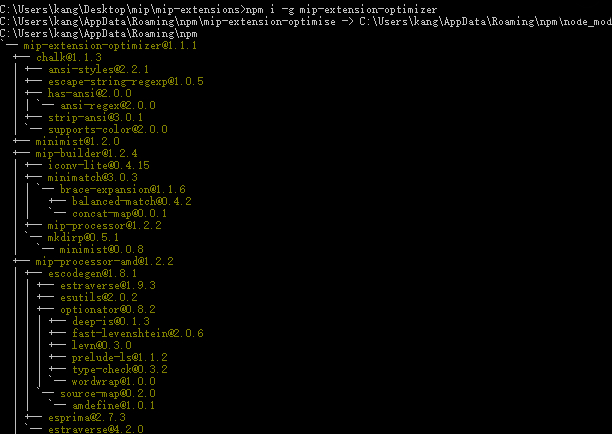 C:\Users\kang\Desktop\mip\mip-extensions>npm i -g mip-extension-optimizer
C:\Users\kang\AppData\Roaming\npm\mip-extension-optimise -> C:\Users\kang\AppData\Roaming\npm\node_mod
C:\Users\kang\AppData\Roaming\npm
`-- mip-extension-optimizer@1.1.1
  +-- chalk@1.1.3
  | +-- ansi-styles@2.2.1
  | +-- escape-string-regexp@1.0.5
  | +-- has-ansi@2.0.0
  | | `-- ansi-regex@2.0.0
  | +-- strip-ansi@3.0.1
  | `-- supports-color@2.0.0
  +-- minimist@1.2.0
  +-- mip-builder@1.2.4
  | +-- iconv-lite@0.4.15
  | +-- minimatch@3.0.3
  | | `-- brace-expansion@1.1.6
  | |   +-- balanced-match@0.4.2
  | |   `-- concat-map@0.0.1
  | +-- mip-processor@1.2.2
  | `-- mkdirp@0.5.1
  |   `-- minimist@0.0.8
  +-- mip-processor-amd@1.2.2
  | +-- escodegen@1.8.1
  | | +-- estraverse@1.9.3
  | | +-- esutils@2.0.2
  | | +-- optionator@0.8.2
  | | | +-- deep-is@0.1.3
  | | | +-- fast-levenshtein@2.0.6
  | | | +-- levn@0.3.0
  | | | +-- prelude-ls@1.1.2
  | | | +-- type-check@0.3.2
  | | | `-- wordwrap@1.0.0
  | | `-- source-map@0.2.0
  | |   `-- amdefine@1.0.1
  | +-- esprima@2.7.3
  | `-- estraverse@4.2.0